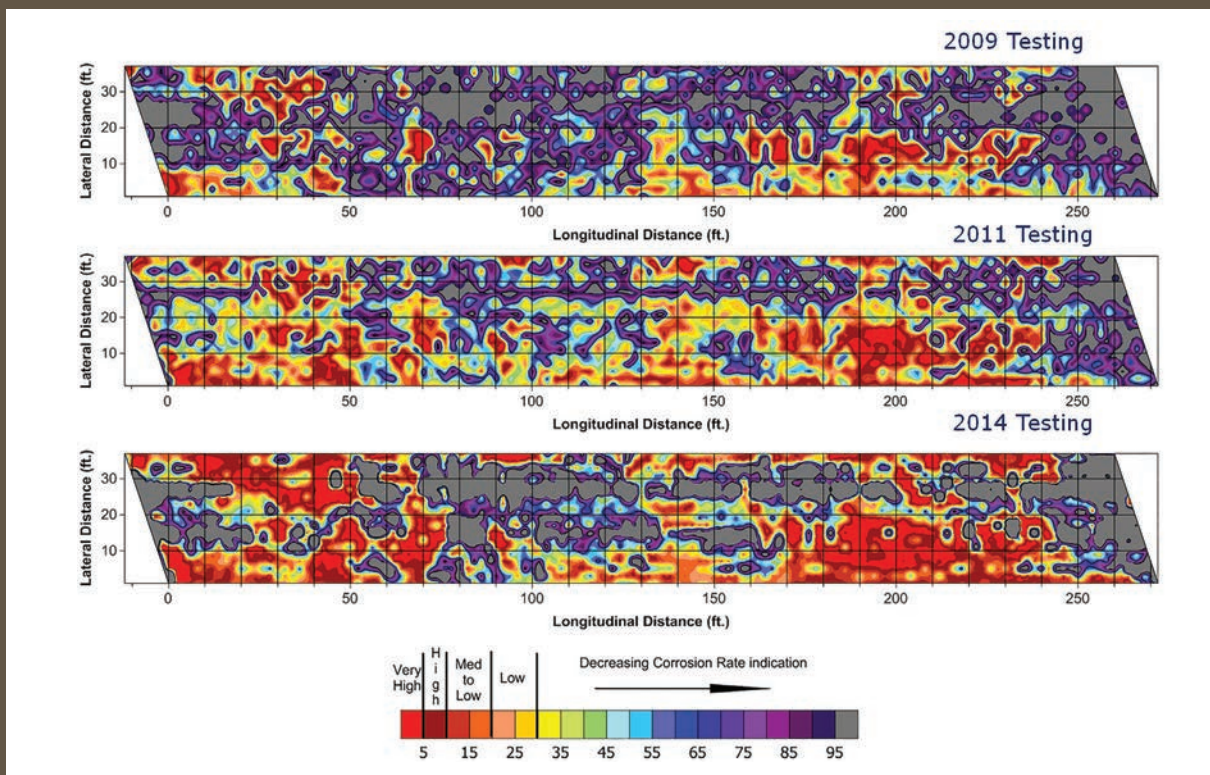 2009 Testing
Lateral Distance (ft.)
30
20
10
0 50 100 150 200 250
Longitudinal Distance (ft.)
2011 Testing
Lateral Distance (ft.)
30
20
10
0 50 100 150 200 250
Longitudinal Distance (ft.)
2014 Testing
Lateral Distance (ft.)
30
20
10
0 50 100 150 200 250
Longitudinal Distance (ft.)
Very High
High
Med to Low
Low
Decreasing Corrosion Rate indication
5 15 25 35 45 55 65 75 85 95